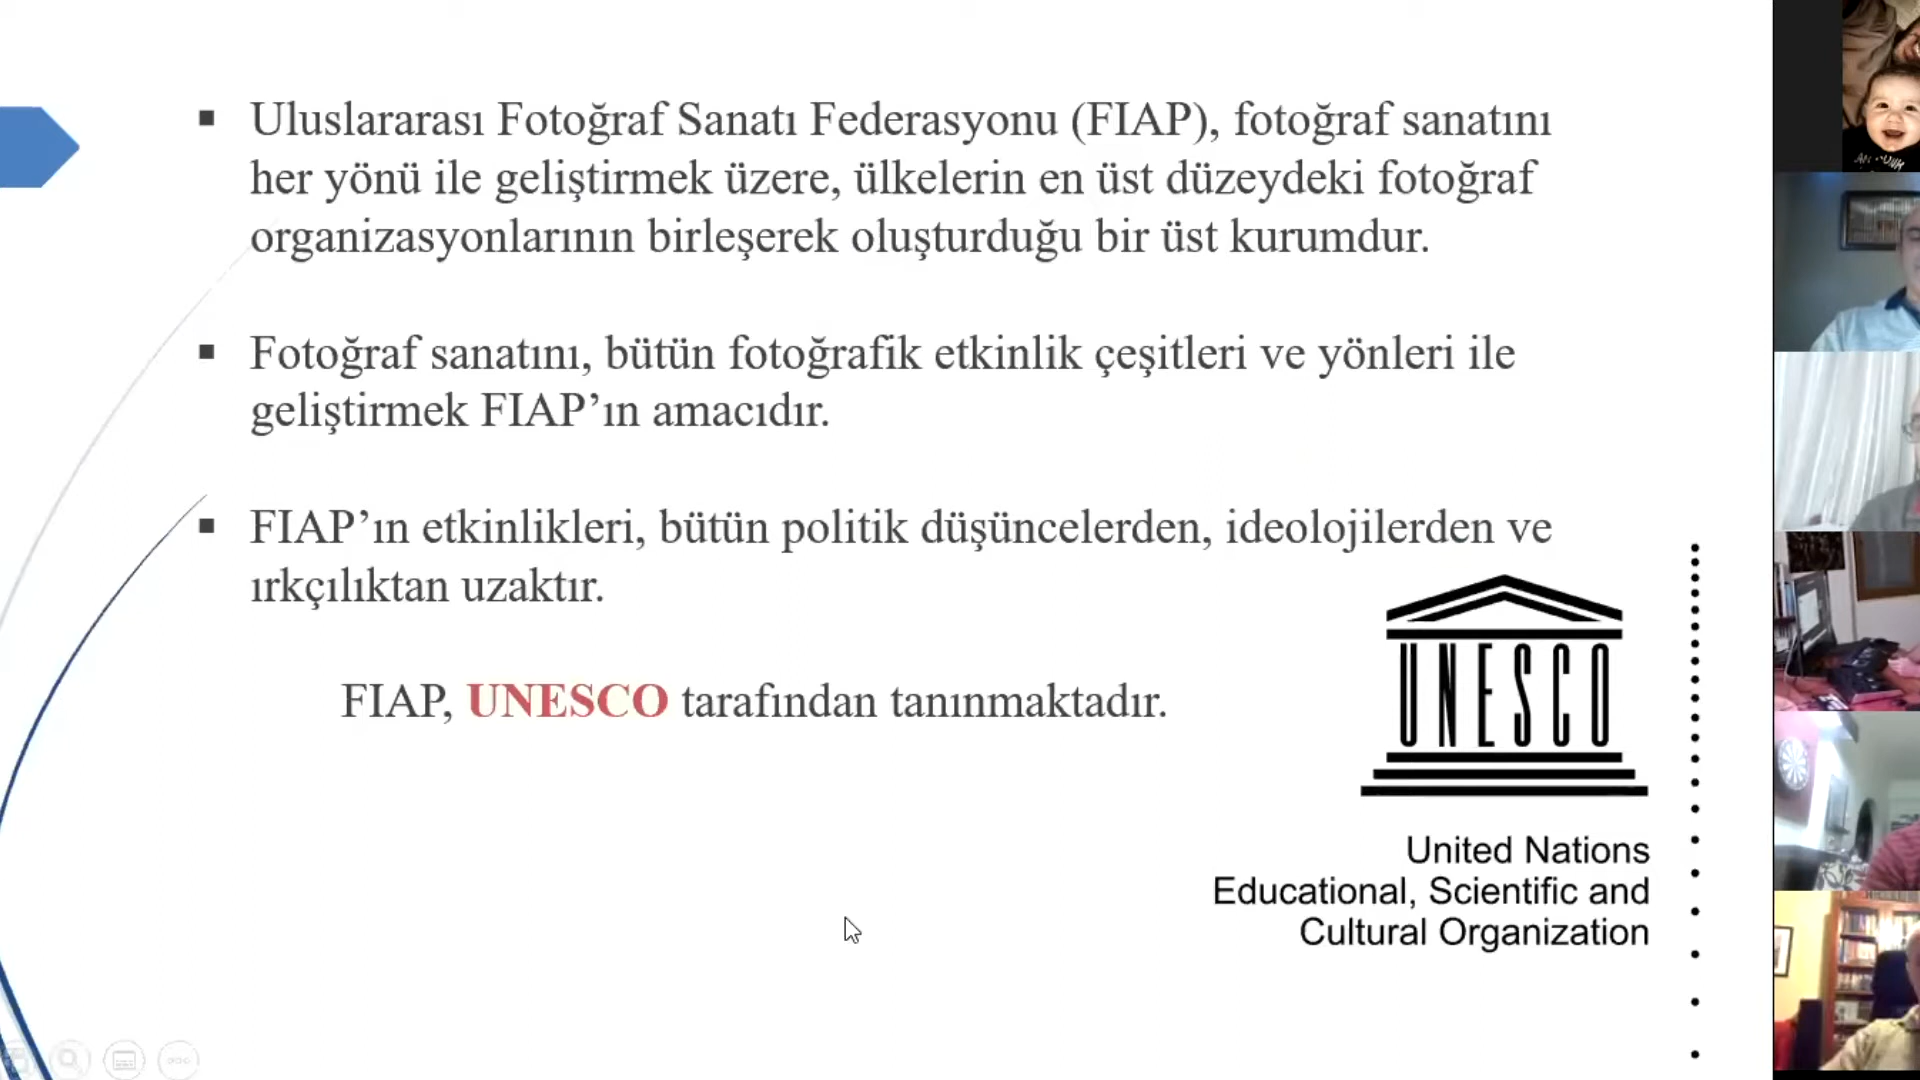 Uluslararası Fotoğraf Sanatı Federasyonu (FIAP), fotoğraf sanatını
her yönü ile geliştirmek üzere, ülkelerin en üst düzeydeki fotoğraf
organizasyonlarının birleşerek oluşturduğu bir üst kurumdur.
Fotoğraf sanatını, bütün fotoğrafik etkinlik çeşitleri ve yönleri ile
geliştirmek FIAP’ın amacıdır.
FIAP’ın etkinlikleri, bütün politik düşüncelerden, ideolojilerden ve
ırkçılıktan uzaktır.
FIAP, UNESCO tarafından tanınmaktadır.
UNESCO
United Nations
Educational, Scientific and
Cultural Organization